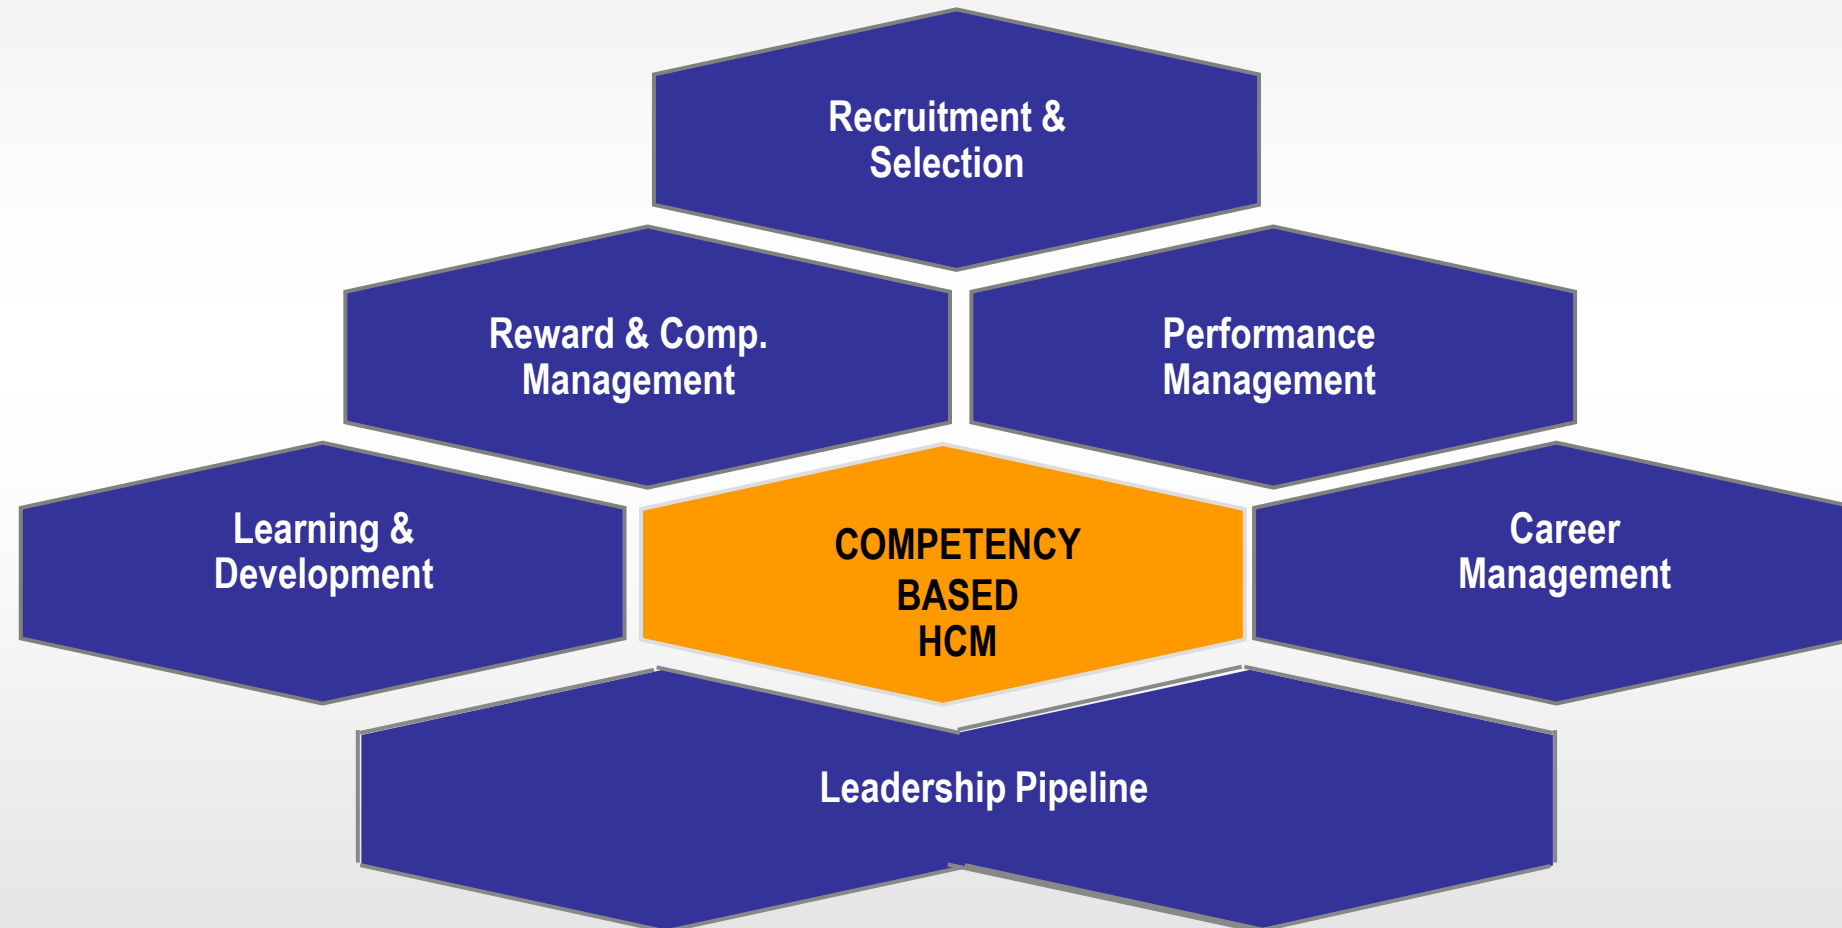 Recruitment &
Selection
Reward & Comp.
Management
Performance
Management
Learning &
Development
COMPETENCY
BASED
HCM
Career
Management
Leadership Pipeline